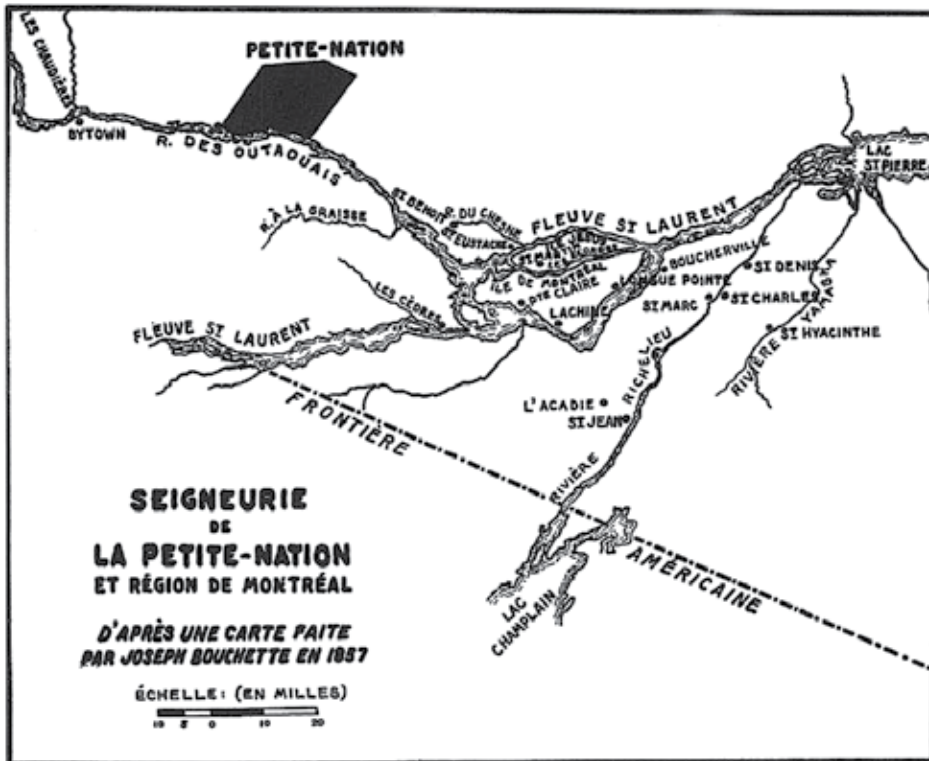 LES CHAUDIÈRES
PETITE-NATION
BYTOWN
R. DES OUTAOUAIS
LAC
ST PIERRE
R. À LA GRAISSE
ST BENOIT
R. DU CHESNE
ST EUSTACHE
FLEUVE ST LAURENT
ILE JÉSUS
ILE DE MONTRÉAL
BOUCHERVILLE
LONGUE POINTE
PTE CLAIRE
LACHINE
LES CÈDRES
ST DENIS
ST MARC
ST CHARLES
ST HYACINTHE
RIVIÈRE YAMASKA
FLEUVE ST LAURENT
RIVIÈRE RICHELIEU
L'ACADIE
ST JEAN
FRONTIÈRE AMÉRICAINE
LAC
CHAMPLAIN
SEIGNEURIE
DE
LA PETITE-NATION
ET RÉGION DE MONTRÉAL
D'APRÈS UNE CARTE FAITE
PAR JOSEPH BOUCHETTE EN 1857
ÉCHELLE: (EN MILLES)
10 5 0 10 20